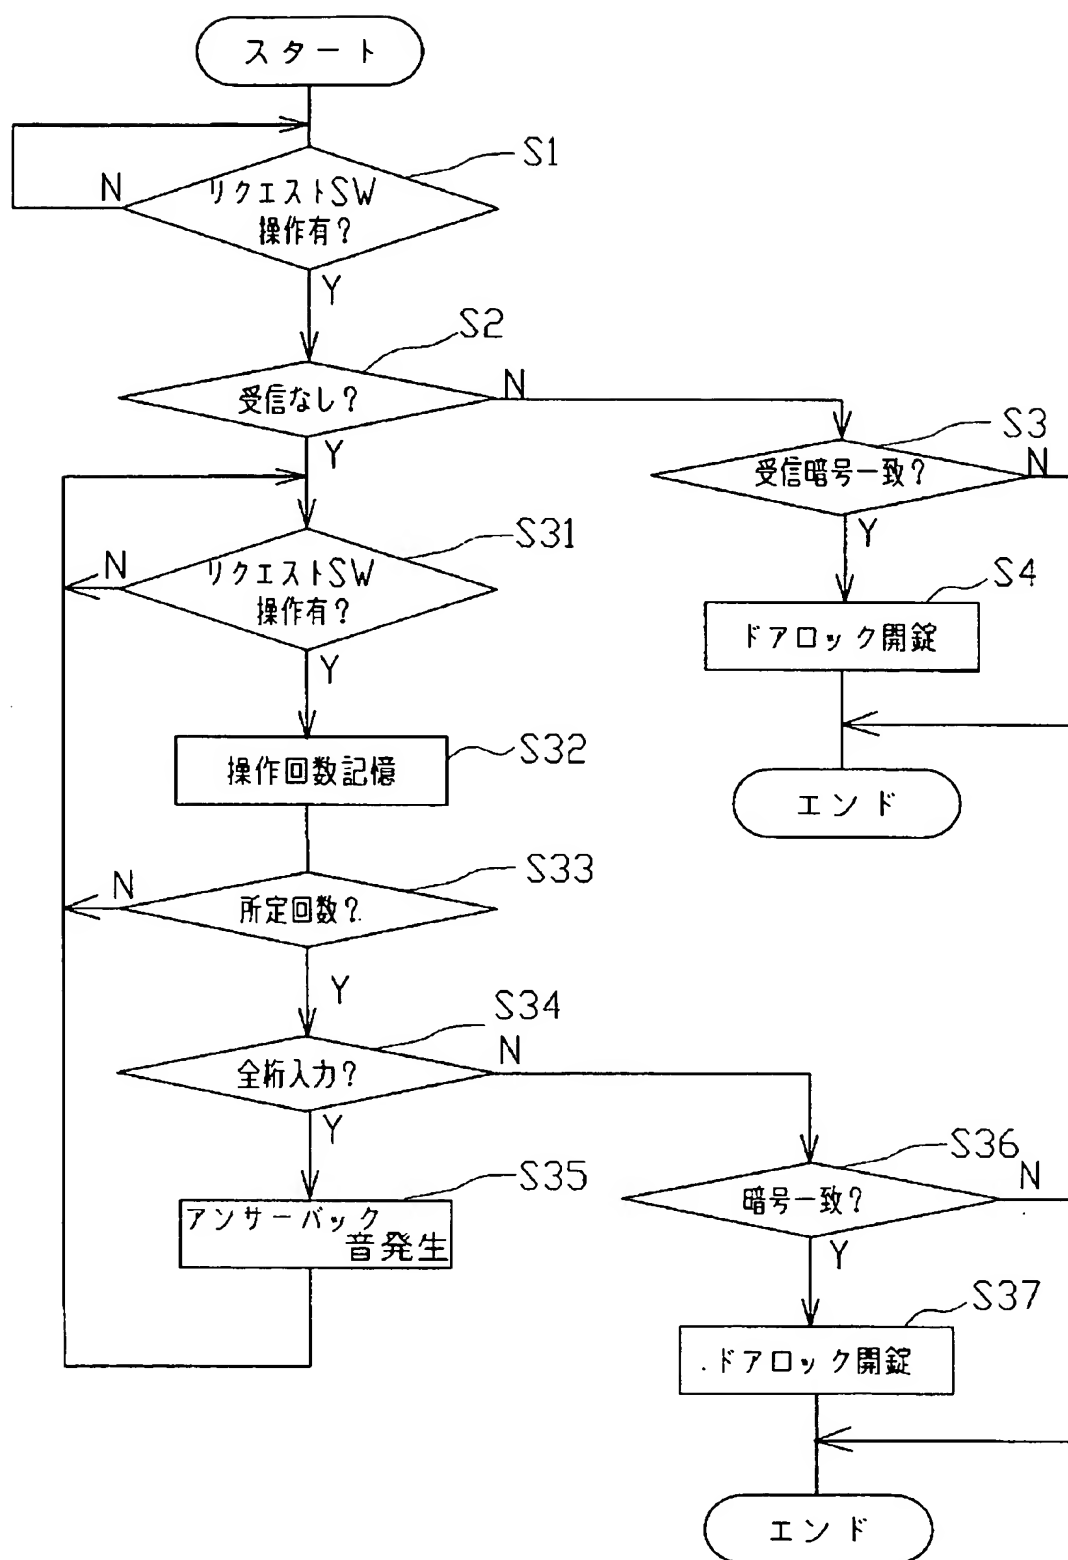 スタート
S1
N
リクエストSW
操作有?
Y
S2
受信なし?
N
Y
S3
受信暗号一致?
N
Y
S31
N
リクエストSW
操作有?
Y
S4
ドアロック開錠
S32
操作回数記憶
エンド
S33
N
所定回数?
Y
S34
全桁入力?
N
Y
S35
アンサーバック
音発生
S36
暗号一致?
N
Y
S37
ドアロック開錠
エンド